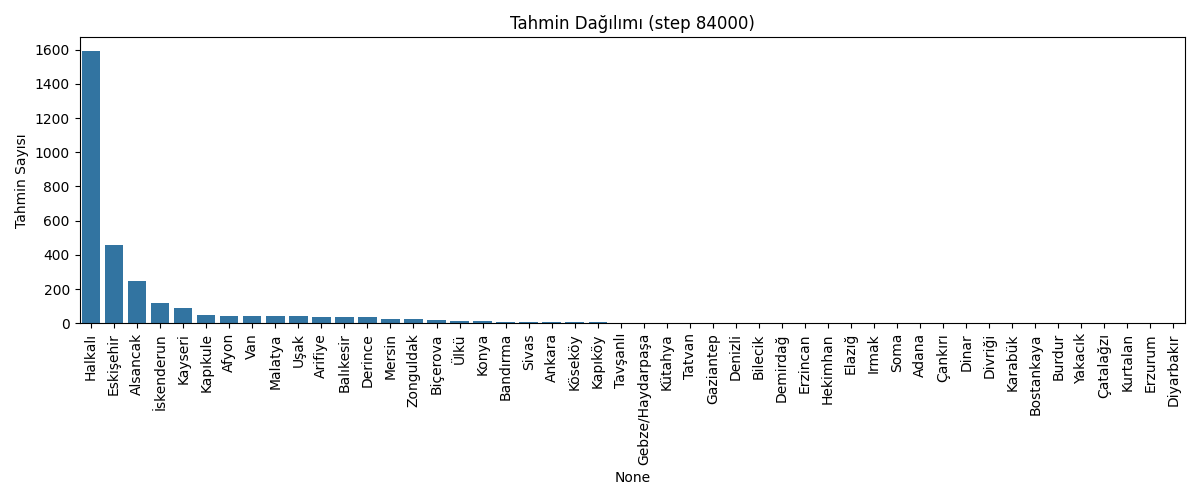 Tahmin Dağılımı (step 84000)
Tahmin Sayısı
1600
1400
1200
1000
800
600
400
200
0
Halkalı
Eskişehir
Alsancak
İskenderun
Kayseri
Kapıkule
Afyon
Van
Malatya
Uşak
Arifiye
Balıkesir
Derince
Mersin
Zonguldak
Biçerova
Ülkü
Konya
Bandırma
Sivas
Ankara
Köseköy
Kapıköy
Tavşanlı
Gebze/Haydarpaşa
Kütahya
Tatvan
Gaziantep
Denizli
Bilecik
Demirdağ
Erzincan
Hekimhan
Elazığ
Irmak
Soma
Adana
Çankırı
Dinar
Divriği
Karabük
Bostankaya
Burdur
Yakacık
Çatalağzı
Kurtalan
Erzurum
Diyarbakır
None